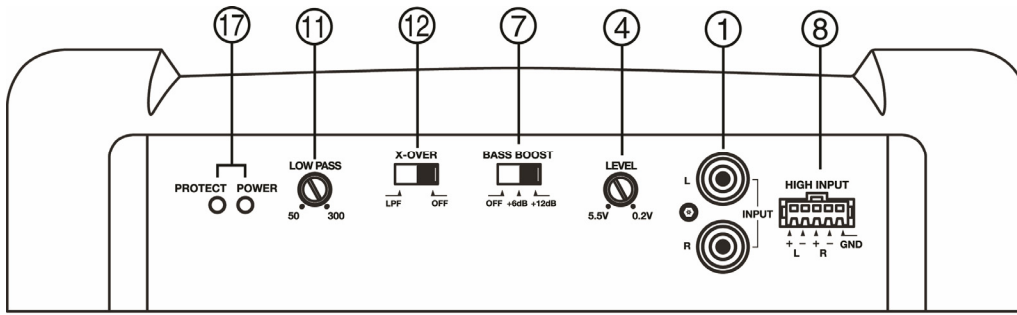 17 11 12 7 4 1 8
PROTECT POWER
LOW PASS
50 300
X-OVER
LPF OFF
BASS BOOST
OFF +6dB +12dB
LEVEL
5.5V 0.2V
L
INPUT
R
HIGH INPUT
+ - + - GND
L R